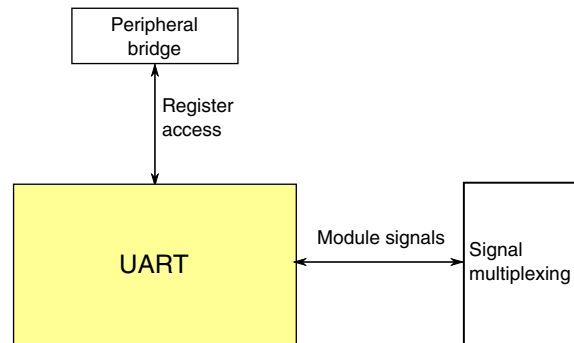 Peripheral
bridge
Register
access
UART
Module signals
Signal
multiplexing